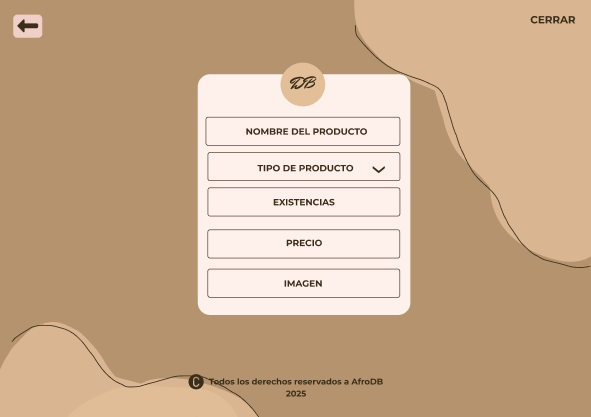 CERRAR
DB
NOMBRE DEL PRODUCTO
TIPO DE PRODUCTO
EXISTENCIAS
PRECIO
IMAGEN
© Todos los derechos reservados a AfroDB
2025